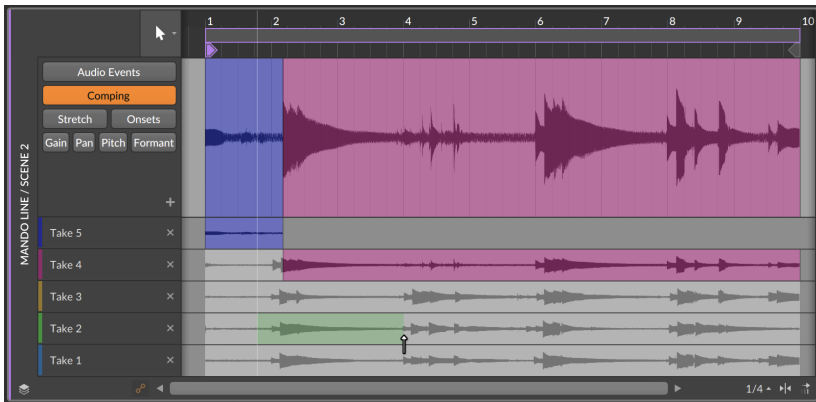 1 2 3 4 5 6 7 8 9 10
Audio Events
Comping
Stretch Onsets
Gain Pan Pitch Formant
MANDO LINE / SCENE 2
+
Take 5 ×
Take 4 ×
Take 3 ×
Take 2 ×
Take 1 ×
1/4